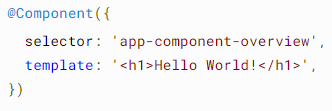 @Component({
  selector: 'app-component-overview',
  template: '<h1>Hello World!</h1>',
})